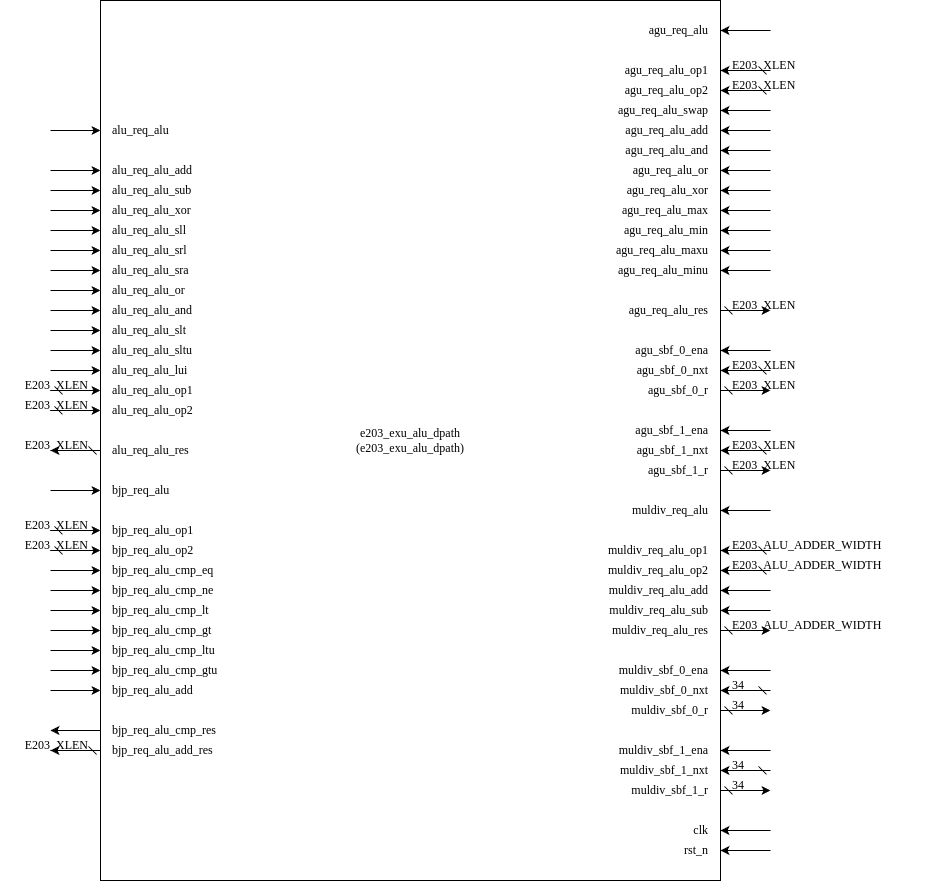 alu_req_alu
alu_req_alu_add
alu_req_alu_sub
alu_req_alu_xor
alu_req_alu_sll
alu_req_alu_srl
alu_req_alu_sra
alu_req_alu_or
alu_req_alu_and
alu_req_alu_slt
alu_req_alu_sltu
alu_req_alu_lui
E203_XLEN alu_req_alu_op1
E203_XLEN alu_req_alu_op2
E203_XLEN alu_req_alu_res
bjp_req_alu
E203_XLEN bjp_req_alu_op1
E203_XLEN bjp_req_alu_op2
bjp_req_alu_cmp_eq
bjp_req_alu_cmp_ne
bjp_req_alu_cmp_lt
bjp_req_alu_cmp_gt
bjp_req_alu_cmp_ltu
bjp_req_alu_cmp_gtu
bjp_req_alu_add
bjp_req_alu_cmp_res
E203_XLEN bjp_req_alu_add_res
e203_exu_alu_dpath
(e203_exu_alu_dpath)
agu_req_alu
agu_req_alu_op1 E203_XLEN
agu_req_alu_op2 E203_XLEN
agu_req_alu_swap
agu_req_alu_add
agu_req_alu_and
agu_req_alu_or
agu_req_alu_xor
agu_req_alu_max
agu_req_alu_min
agu_req_alu_maxu
agu_req_alu_minu
agu_req_alu_res E203_XLEN
agu_sbf_0_ena
agu_sbf_0_nxt E203_XLEN
agu_sbf_0_r E203_XLEN
agu_sbf_1_ena
agu_sbf_1_nxt E203_XLEN
agu_sbf_1_r E203_XLEN
muldiv_req_alu
muldiv_req_alu_op1 E203_ALU_ADDER_WIDTH
muldiv_req_alu_op2 E203_ALU_ADDER_WIDTH
muldiv_req_alu_add
muldiv_req_alu_sub
muldiv_req_alu_res E203_ALU_ADDER_WIDTH
muldiv_sbf_0_ena
muldiv_sbf_0_nxt 34
muldiv_sbf_0_r 34
muldiv_sbf_1_ena
muldiv_sbf_1_nxt 34
muldiv_sbf_1_r 34
clk
rst_n